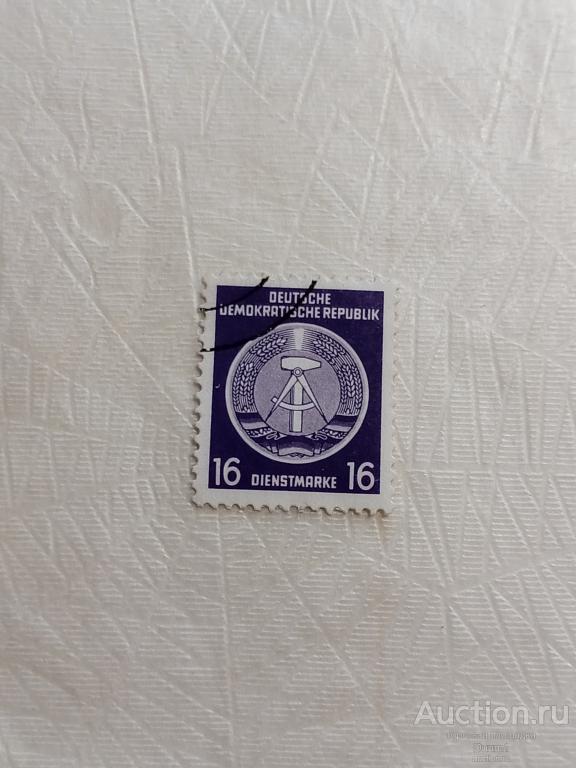 DEUTSCHE
DEMOKRATISCHE REPUBLIK
16 DIENSTMARKE 16
Auction.ru